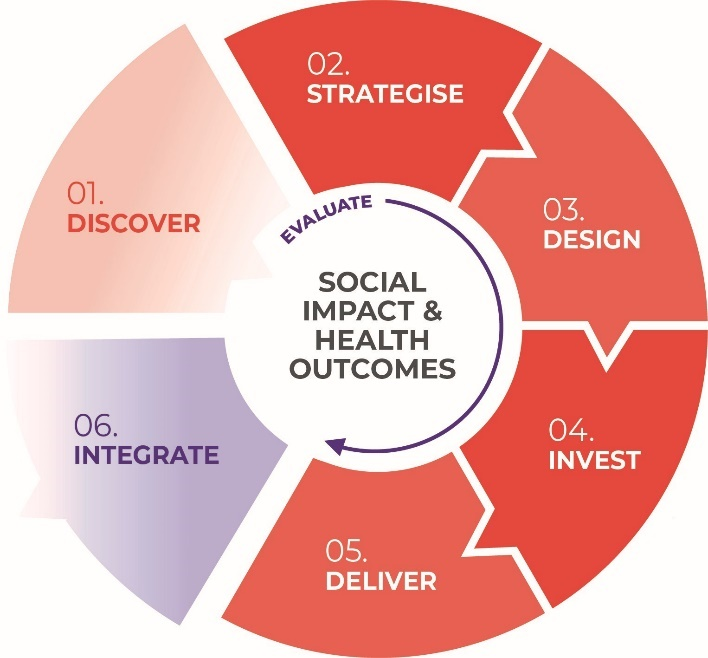 01.
DISCOVER
02.
STRATEGISE
03.
DESIGN
04.
INVEST
05.
DELIVER
06.
INTEGRATE
EVALUATE
SOCIAL
IMPACT &
HEALTH
OUTCOMES